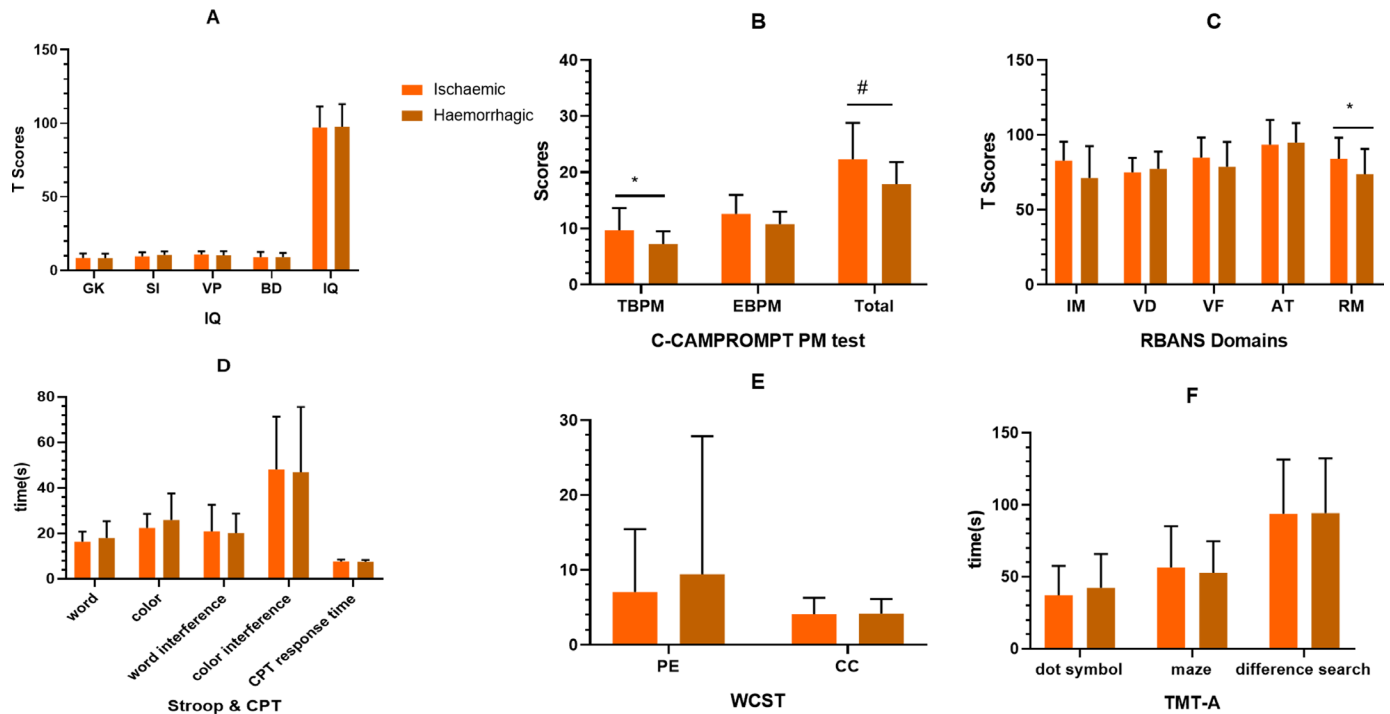 A
T Scores
150
100
50
0
GK SI VP BD IQ
IQ
Ischaemic
Haemorrhagic
B
Scores
40
30
20
10
0
*
#
TBPM EBPM Total
C-CAMPROMPT PM test
C
T Scores
150
100
50
0
*
IM VD VF AT RM
RBANS Domains
D
time(s)
80
60
40
20
0
word
color
word interference
color interference
CPT response time
Stroop & CPT
E
30
20
10
0
PE CC
WCST
F
time(s)
150
100
50
0
dot symbol maze difference search
TMT-A